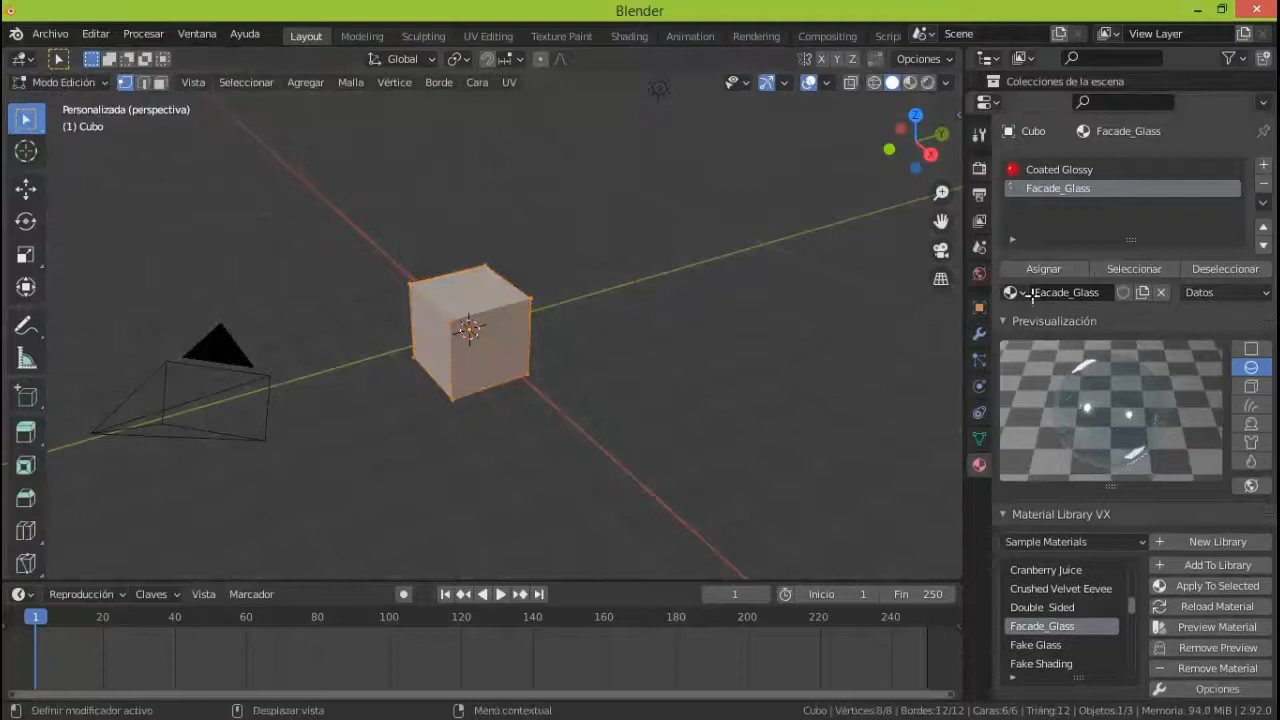 Blender
Archivo Editar Procesar Ventana Ayuda Layout Modeling Sculpting UV Editing Texture Paint Shading Animation Rendering Compositing Scrip Scene View Layer
Global X Y Z Opciones
Modo Edición Vista Seleccionar Agregar Malla Vértice Borde Cara UV
Colecciones de la escena
Personalizada (perspectiva)
(1) Cubo
Z
Y
X
Cubo Facade_Glass
Coated Glossy
Facade_Glass
Asignar Seleccionar Deseleccionar
Facade_Glass Datos
Previsualización
Material Library VX
Sample Materials New Library
Cranberry Juice
Crushed Velvet Eevee
Double_Sided
Facade_Glass
Fake Glass
Fake Shading
Add To Library
Apply To Selected
Reload Material
Preview Material
Remove Preview
Remove Material
Opciones
Reproducción Claves Vista Marcador 1 Inicio 1 Fin 250
1 20 40 60 80 100 120 140 160 180 200 220 240
Definir modificador activo Desplazar vista Menú contextual Cubo | Vértices:8/8 | Bordes:12/12 | Caras:6/6 | Triáng:12 | Objetos:1/3 | Memoria: 94.0 MiB | 2.92.0